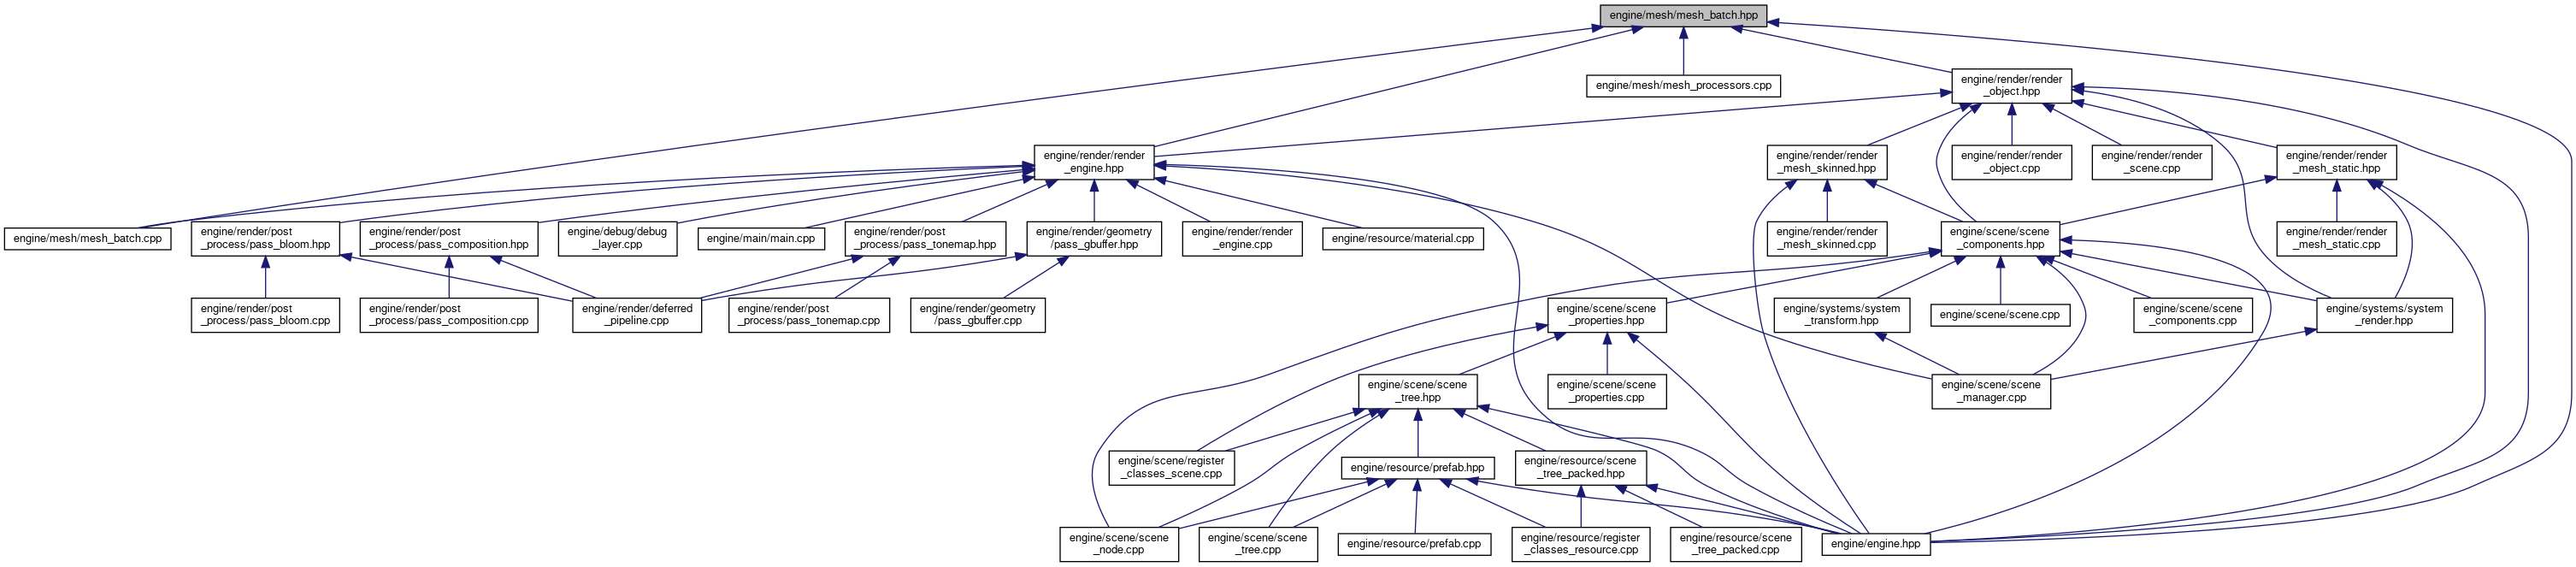 engine/mesh/mesh_batch.hpp
engine/mesh/mesh_processors.cpp
engine/render/render
_object.hpp
engine/render/render
_engine.hpp
engine/render/render
_mesh_skinned.hpp
engine/render/render
_object.cpp
engine/render/render
_scene.cpp
engine/render/render
_mesh_static.hpp
engine/mesh/mesh_batch.cpp
engine/render/post
_process/pass_bloom.hpp
engine/render/post
_process/pass_composition.hpp
engine/debug/debug
_layer.cpp
engine/main/main.cpp
engine/render/post
_process/pass_tonemap.hpp
engine/render/geometry
/pass_gbuffer.hpp
engine/render/render
_engine.cpp
engine/resource/material.cpp
engine/render/render
_mesh_skinned.cpp
engine/scene/scene
_components.hpp
engine/render/render
_mesh_static.cpp
engine/render/post
_process/pass_bloom.cpp
engine/render/post
_process/pass_composition.cpp
engine/render/deferred
_pipeline.cpp
engine/render/post
_process/pass_tonemap.cpp
engine/render/geometry
/pass_gbuffer.cpp
engine/scene/scene
_properties.hpp
engine/systems/system
_transform.hpp
engine/scene/scene.cpp
engine/scene/scene
_components.cpp
engine/systems/system
_render.hpp
engine/scene/scene
_tree.hpp
engine/scene/scene
_properties.cpp
engine/scene/scene
_manager.cpp
engine/scene/register
_classes_scene.cpp
engine/resource/prefab.hpp
engine/resource/scene
_tree_packed.hpp
engine/scene/scene
_node.cpp
engine/scene/scene
_tree.cpp
engine/resource/prefab.cpp
engine/resource/register
_classes_resource.cpp
engine/resource/scene
_tree_packed.cpp
engine/engine.hpp